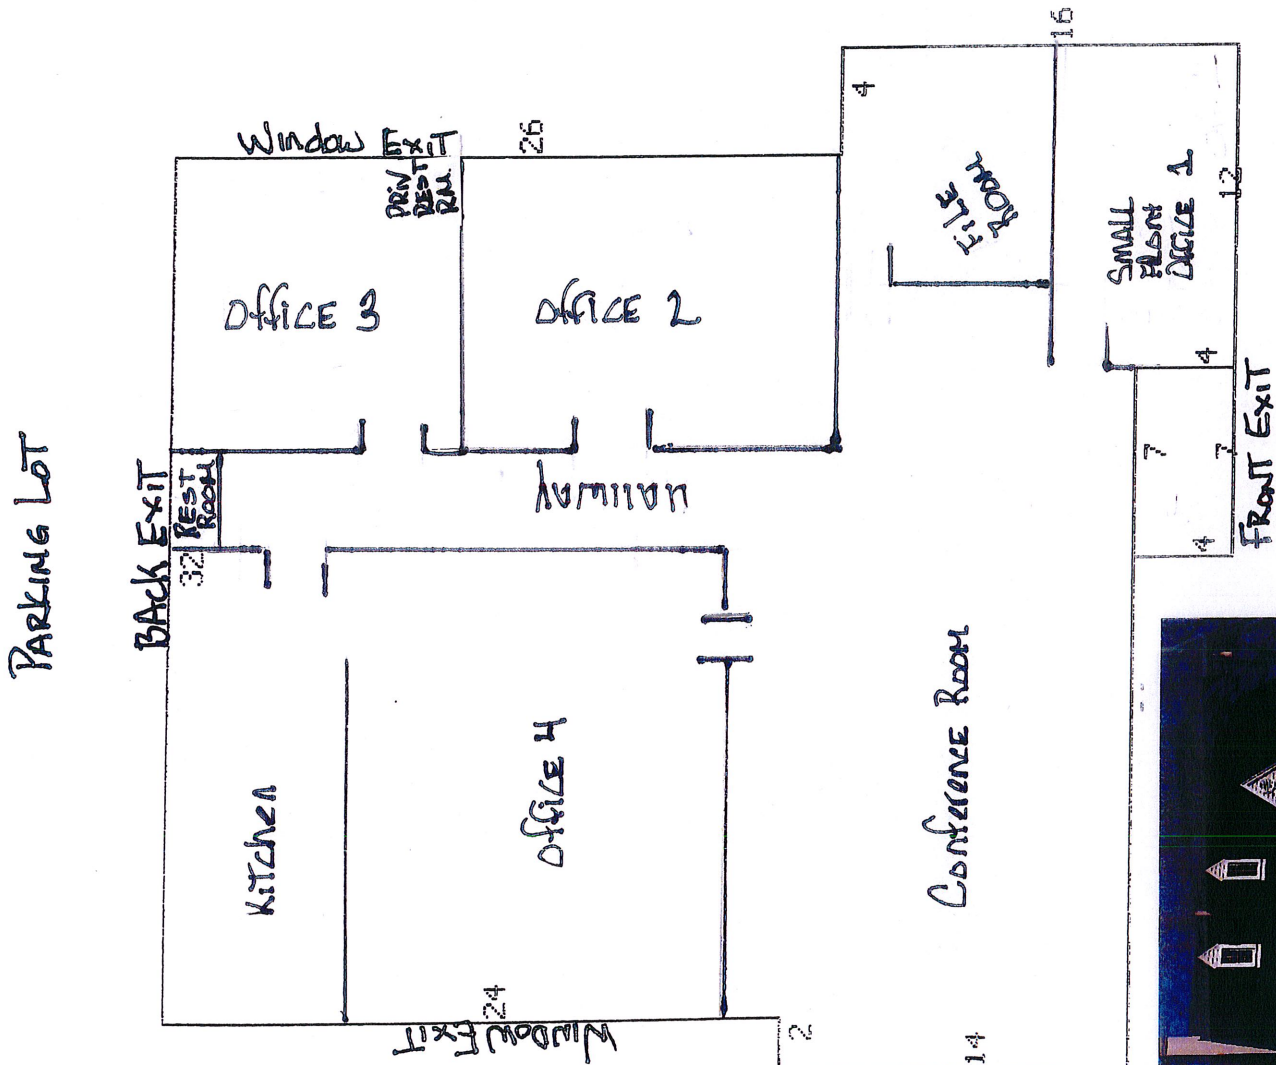 PARKING LOT
BACK EXIT
32
REST
ROOM
Window EXIT
26
PRIV
REST
RM
OFFiCE 3
OFFiCE 2
Hallway
KiTChen
OFFiCE 4
24
WINDOW EXIT
2
14
ConFerence Room
4
16
FiLE
ROOM
SMALL
FRONT
OFFICE 1
12
4
7
7
4
FRONT EXIT